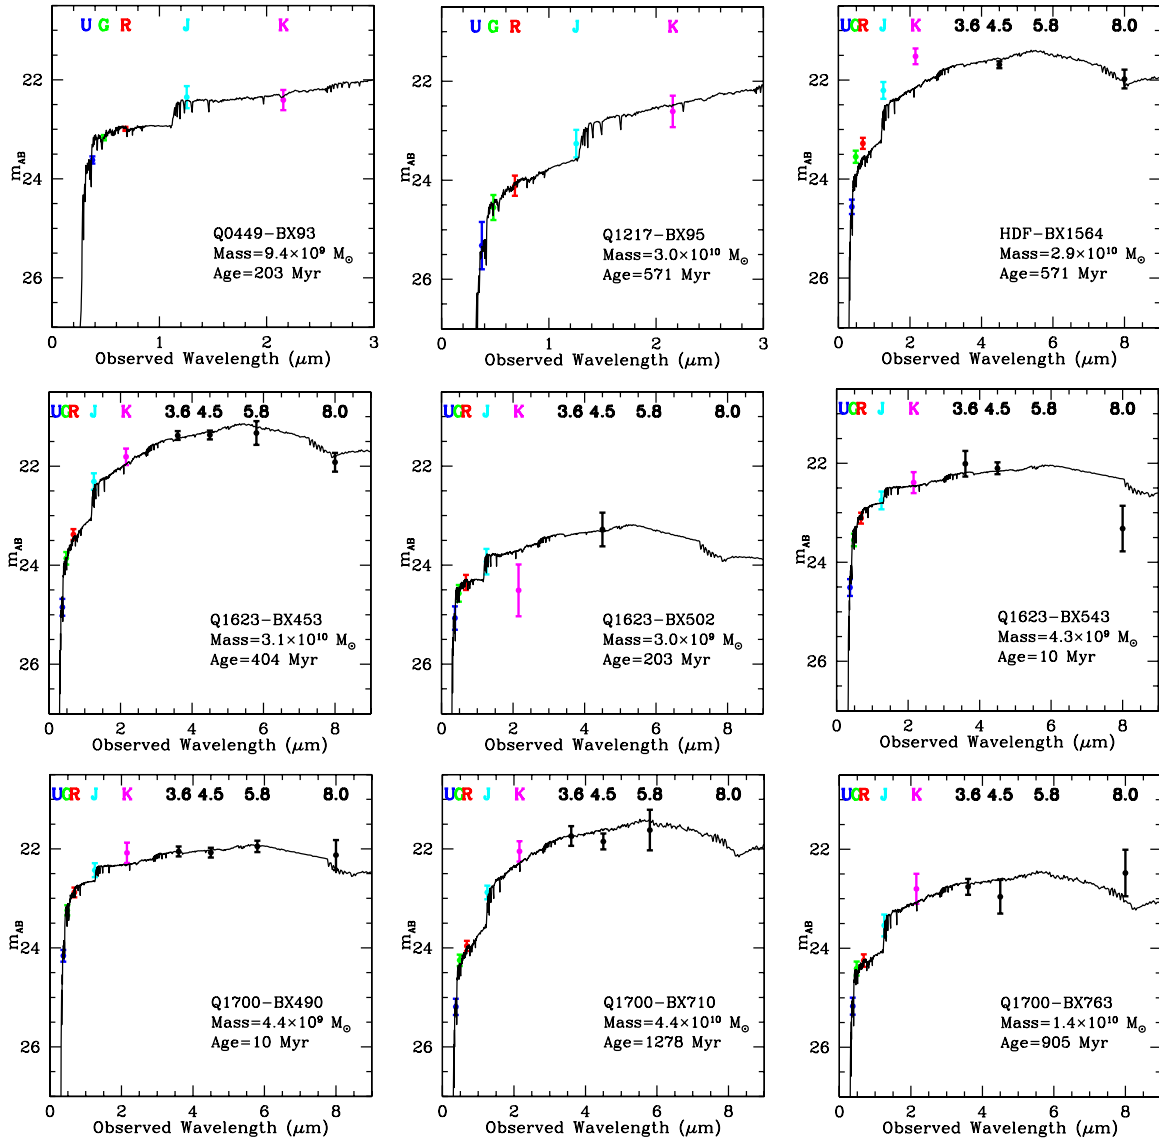 U G R J K
22
24
26
m_AB
Q0449-BX93
Mass=9.4×10⁹ M⊙
Age=203 Myr
0 1 2 3
Observed Wavelength (μm)
U G R J K
22
24
26
m_AB
Q1217-BX95
Mass=3.0×10¹⁰ M⊙
Age=571 Myr
0 1 2 3
Observed Wavelength (μm)
U G R J K 3.6 4.5 5.8 8.0
22
24
26
m_AB
HDF-BX1564
Mass=2.9×10¹⁰ M⊙
Age=571 Myr
0 2 4 6 8
Observed Wavelength (μm)
U G R J K 3.6 4.5 5.8 8.0
22
24
26
m_AB
Q1623-BX453
Mass=3.1×10¹⁰ M⊙
Age=404 Myr
0 2 4 6 8
Observed Wavelength (μm)
U G R J K 3.6 4.5 5.8 8.0
22
24
26
m_AB
Q1623-BX502
Mass=3.0×10⁹ M⊙
Age=203 Myr
0 2 4 6 8
Observed Wavelength (μm)
U G R J K 3.6 4.5 5.8 8.0
22
24
26
m_AB
Q1623-BX543
Mass=4.3×10⁹ M⊙
Age=10 Myr
0 2 4 6 8
Observed Wavelength (μm)
U G R J K 3.6 4.5 5.8 8.0
22
24
26
m_AB
Q1700-BX490
Mass=4.4×10⁹ M⊙
Age=10 Myr
0 2 4 6 8
Observed Wavelength (μm)
U G R J K 3.6 4.5 5.8 8.0
22
24
26
m_AB
Q1700-BX710
Mass=4.4×10¹⁰ M⊙
Age=1278 Myr
0 2 4 6 8
Observed Wavelength (μm)
U G R J K 3.6 4.5 5.8 8.0
22
24
26
m_AB
Q1700-BX763
Mass=1.4×10¹⁰ M⊙
Age=905 Myr
0 2 4 6 8
Observed Wavelength (μm)